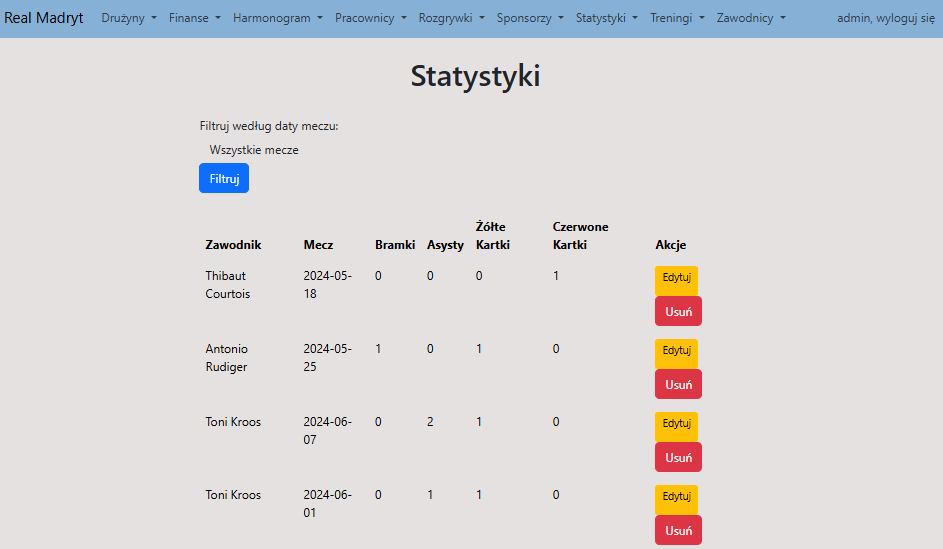 Real Madryt Drużyny Finanse Harmonogram Pracownicy Rozgrywki Sponsorzy Statystiki Treningi Zawodnicy admin, wyloguj się
Statystyki
Filtruj według daty meczu:
Wszystkie mecze
Filtruj
Zawodnik Mecz Bramki Asysty Żółte Kartki Czerwone Kartki Akcje
Thibaut Courtois 2024-05-18 0 0 0 1 Edytuj
Usuń
Antonio Rudiger 2024-05-25 1 0 1 0 Edytuj
Usuń
Toni Kroos 2024-06-07 0 2 1 0 Edytuj
Usuń
Toni Kroos 2024-06-01 0 1 1 0 Edytuj
Usuń